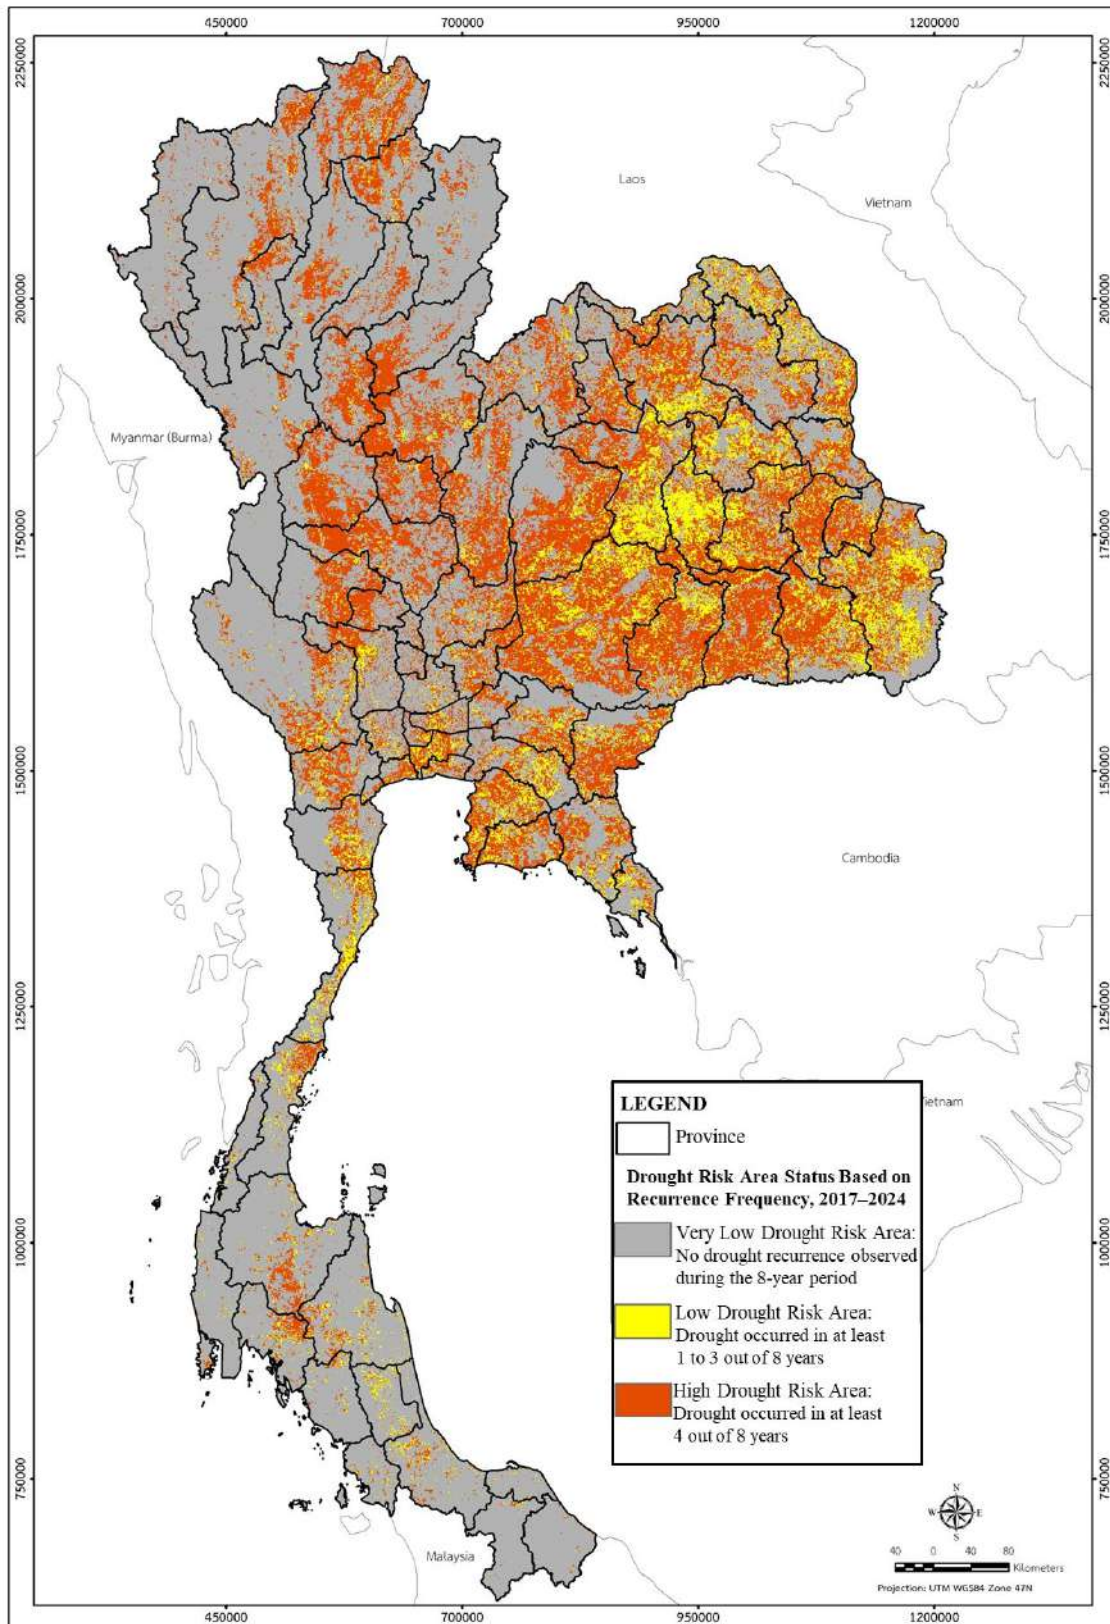 450000 700000 950000 1200000
2250000 2250000
Laos
Vietnam
2000000 2000000
Myanmar (Burma)
1750000 1750000
1500000 1500000
Cambodia
1250000 1250000
LEGEND
Province
Drought Risk Area Status Based on
Recurrence Frequency, 2017–2024
Very Low Drought Risk Area:
No drought recurrence observed
during the 8-year period
Low Drought Risk Area:
Drought occurred in at least
1 to 3 out of 8 years
High Drought Risk Area:
Drought occurred in at least
4 out of 8 years
ietnam
1000000 1000000
750000 750000
N
W E
S
Malaysia
40 0 40 80
Kilometers
Projection: UTM WGS84 Zone 47N
450000 700000 950000 1200000